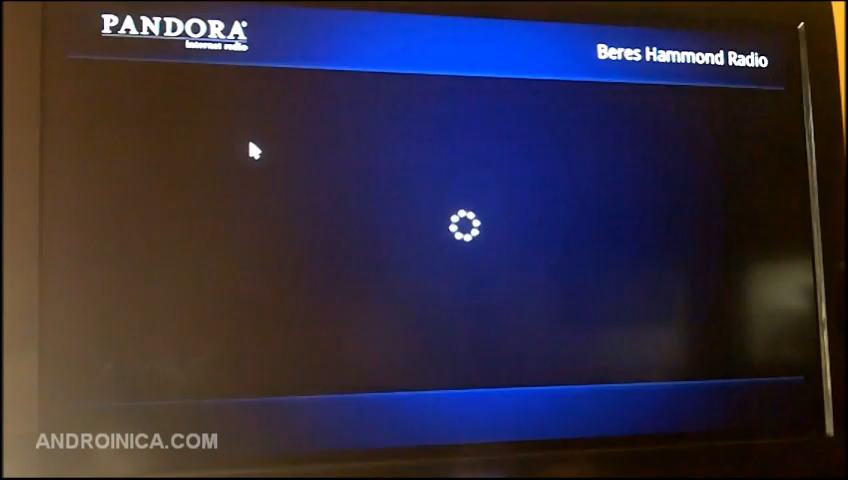 PANDORA®
internet radio
Beres Hammond Radio
ANDROINICA.COM